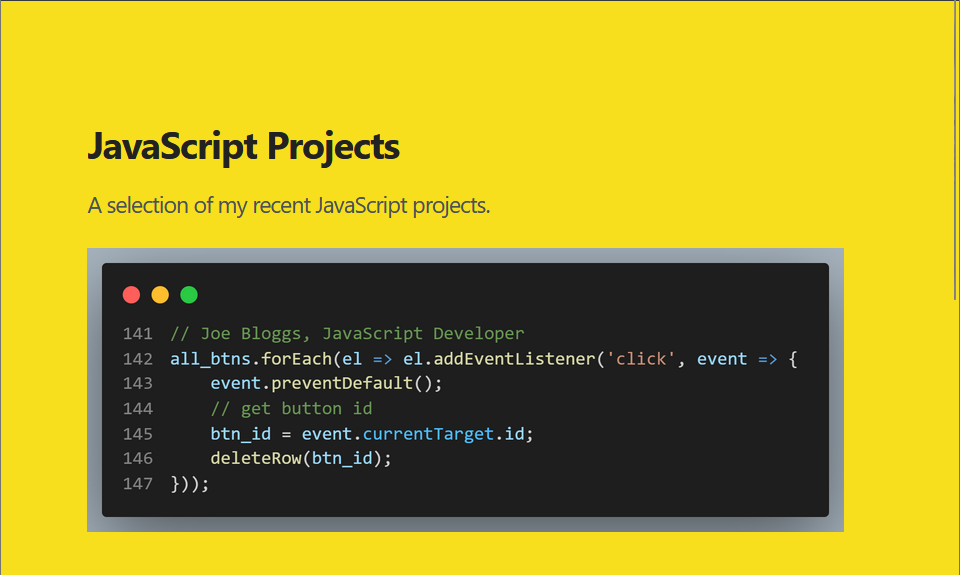 JavaScript Projects
A selection of my recent JavaScript projects.
141 // Joe Bloggs, JavaScript Developer
142 all_btns.forEach(el => el.addEventListener('click', event => {
143     event.preventDefault();
144     // get button id
145     btn_id = event.currentTarget.id;
146     deleteRow(btn_id);
147 }));